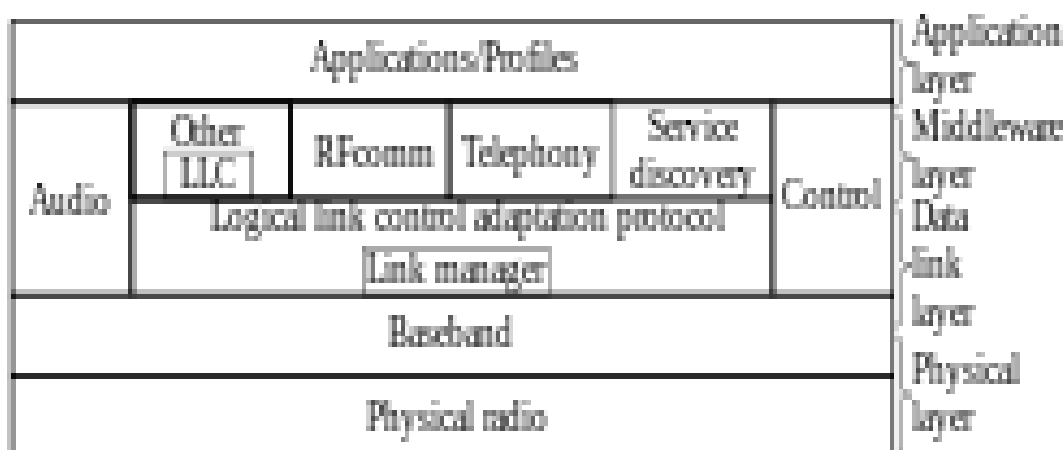 Applications/Profiles
Application
layer
Audio
Other
LLC
RFcomm
Telephony
Service
discovery
Control
Middleware
layer
Logical link control adaptation protocol
Link manager
Data
link
layer
Baseband
Physical radio
Physical
layer